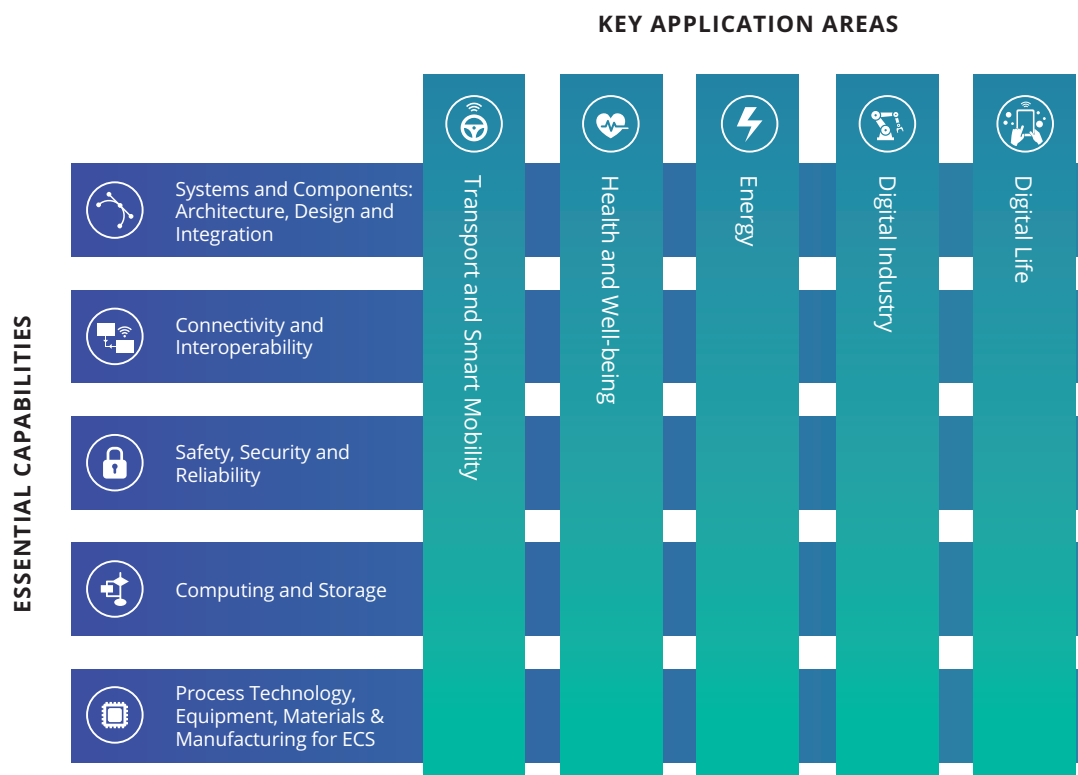 KEY APPLICATION AREAS
Transport and Smart Mobility
Health and Well-being
Energy
Digital Industry
Digital Life
ESSENTIAL CAPABILITIES
Systems and Components:
Architecture, Design and
Integration
Connectivity and
Interoperability
Safety, Security and
Reliability
Computing and Storage
Process Technology,
Equipment, Materials &
Manufacturing for ECS